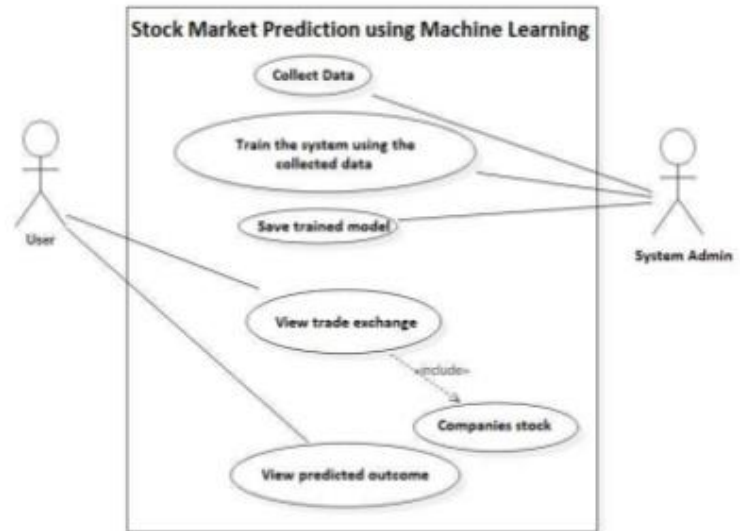 Stock Market Prediction using Machine Learning
Collect Data
Train the system using the
collected data
Save trained model
User
System Admin
View trade exchange
«include»
Companies stock
View predicted outcome